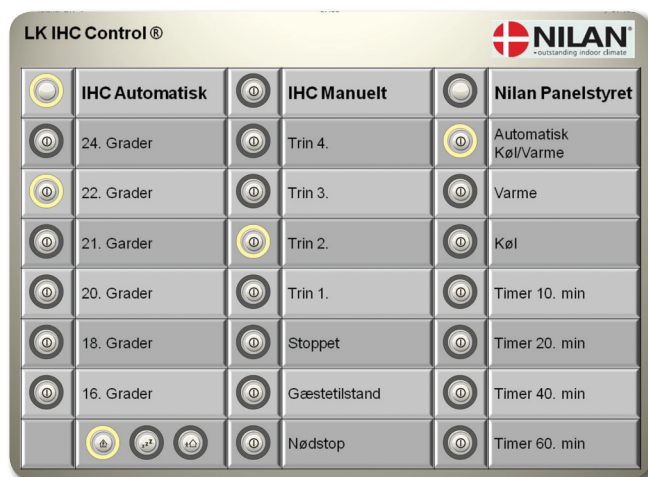 LK IHC Control ®
NILAN®
outstanding indoor climate
IHC Automatisk
IHC Manuelt
Nilan Panelstyret
24. Grader
Trin 4.
Automatisk
Køl/Varme
22. Grader
Trin 3.
Varme
21. Garder
Trin 2.
Køl
20. Grader
Trin 1.
Timer 10. min
18. Grader
Stoppet
Timer 20. min
16. Grader
Gæstetilstand
Timer 40. min
zzZ
Nødstop
Timer 60. min